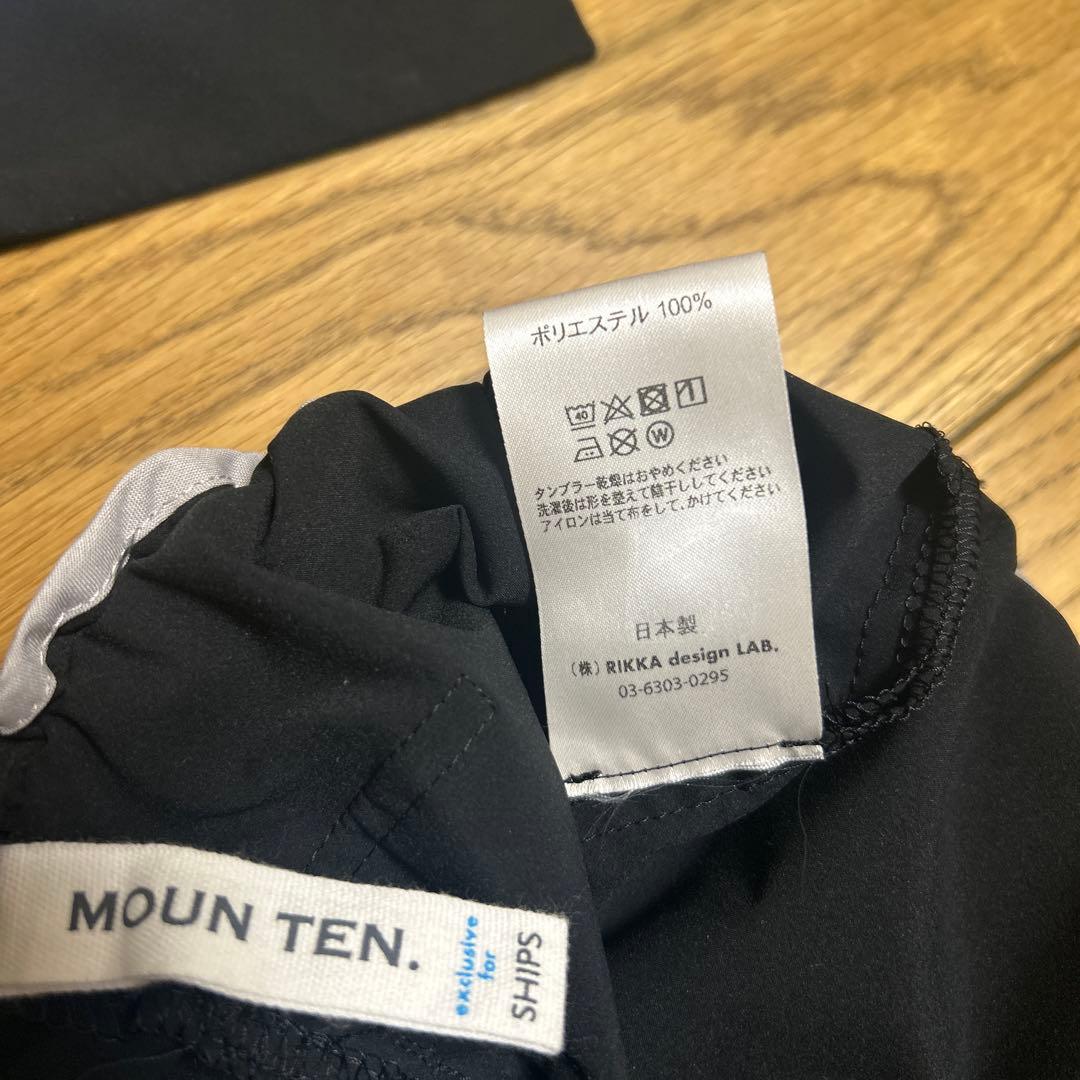 ポリエステル 100%
40
W
タンブラー乾燥はおやめください
洗濯後は形を整えて陰干ししてください
アイロンは当て布をして、かけてください
日本製
(株) RIKKA design LAB.
03-6303-0295
MOUN TEN.
exclusive
for
SHIPS